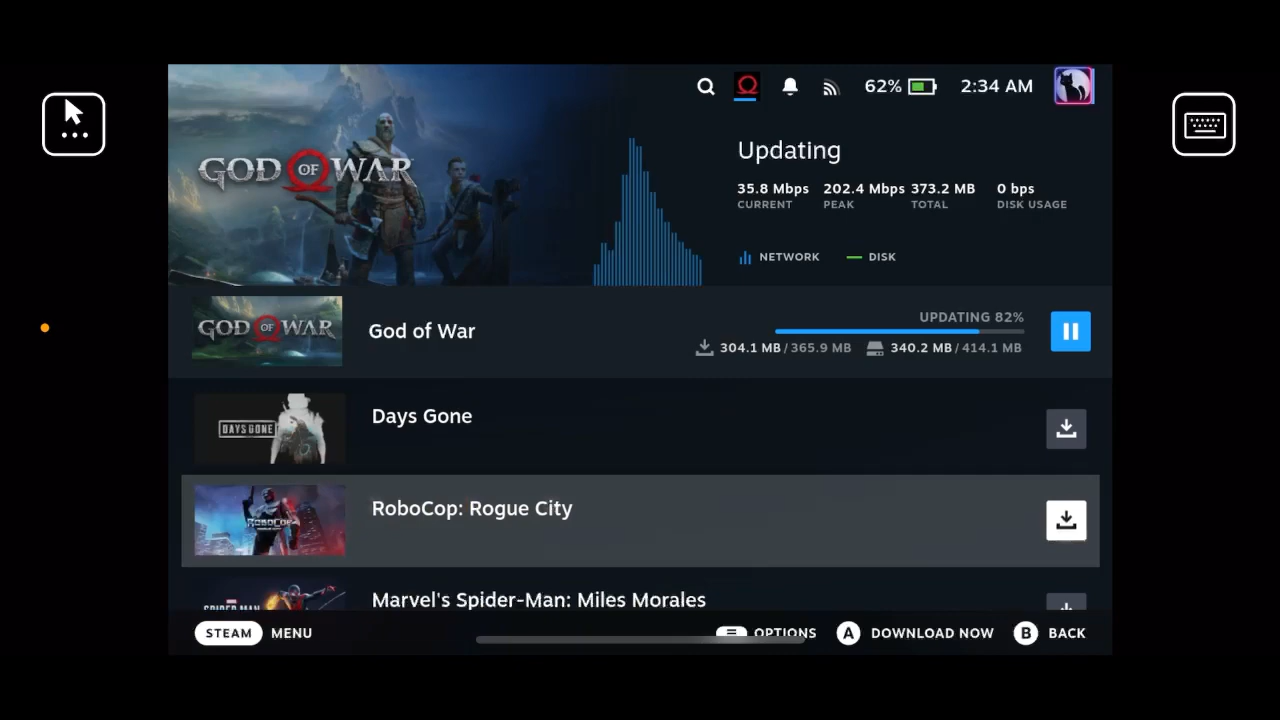 62% 2:34 AM
GOD OF WAR
Updating
35.8 Mbps 202.4 Mbps 373.2 MB 0 bps
CURRENT PEAK TOTAL DISK USAGE
NETWORK DISK
GOD OF WAR
God of War
UPDATING 82%
304.1 MB / 365.9 MB 340.2 MB / 414.1 MB
DAYS GONE
Days Gone
ROBOCOP
RoboCop: Rogue City
SPIDER-MAN
Marvel's Spider-Man: Miles Morales
STEAM MENU OPTIONS A DOWNLOAD NOW B BACK